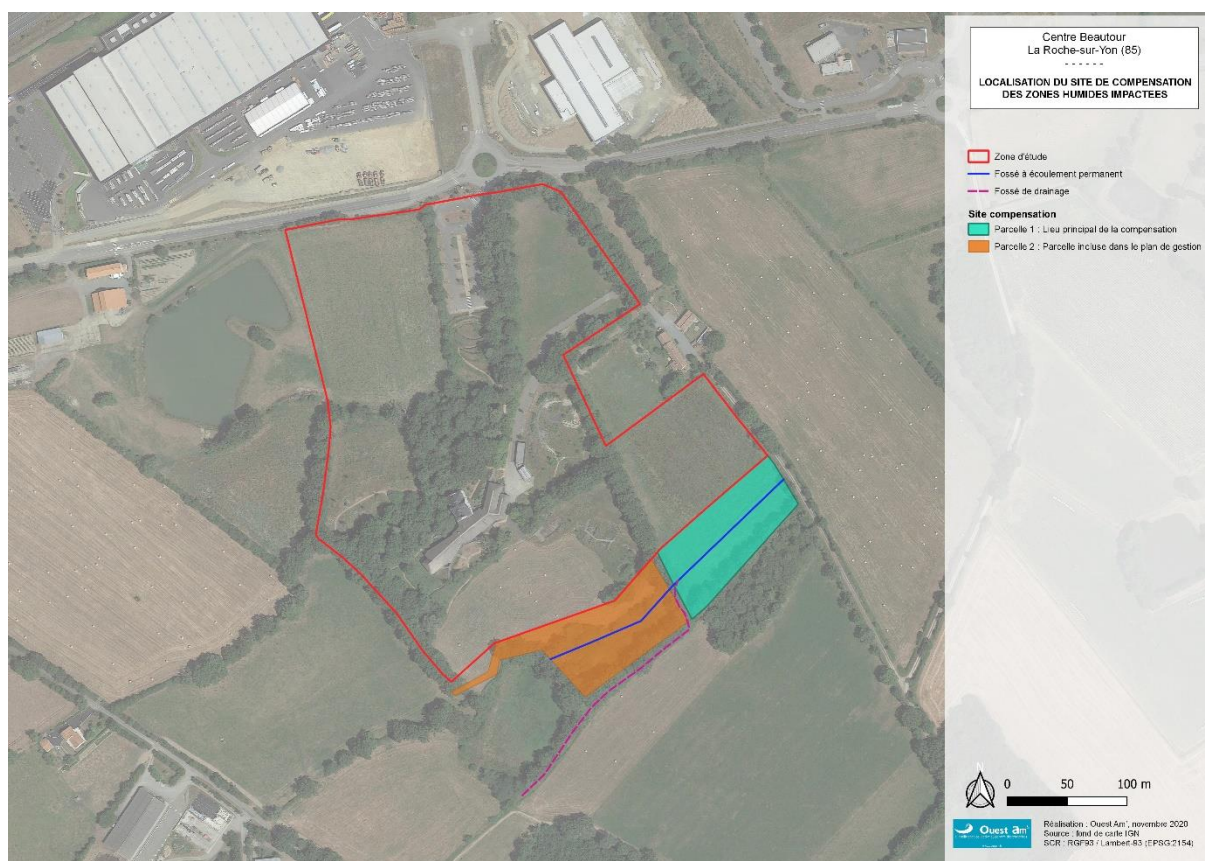 Centre Beautour
La Roche-sur-Yon (85)
- - - - - -
LOCALISATION DU SITE DE COMPENSATION
DES ZONES HUMIDES IMPACTEES
Zone d'étude
Fossé à écoulement permanent
Fossé de drainage
Site compensation
Parcelle 1 : Lieu principal de la compensation
Parcelle 2 : Parcelle incluse dans le plan de gestion
N
0 50 100 m
Ouest am'
Réalisation : Ouest Am', novembre 2020
Source : fond de carte IGN
SCR : RGF93 / Lambert-93 (EPSG:2154)